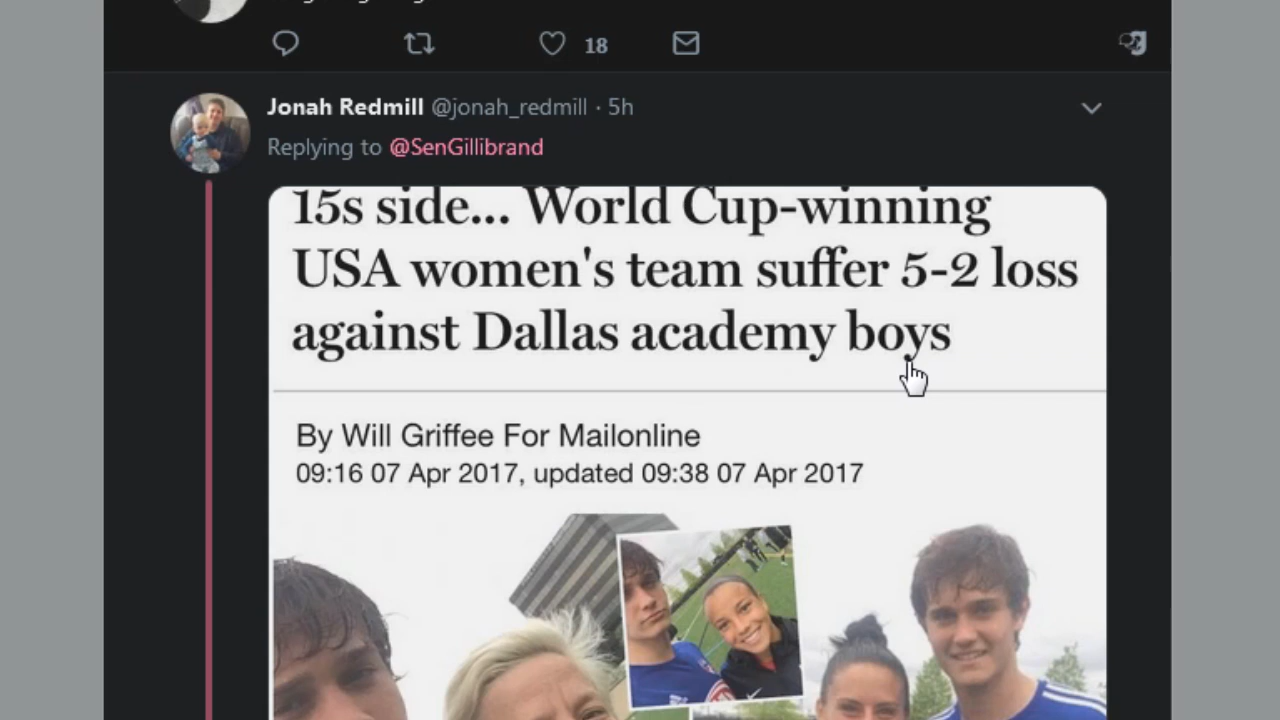 18
Jonah Redmill @jonah_redmill · 5h
Replying to @SenGillibrand
15s side... World Cup-winning
USA women's team suffer 5-2 loss
against Dallas academy boys
By Will Griffee For Mailonline
09:16 07 Apr 2017, updated 09:38 07 Apr 2017